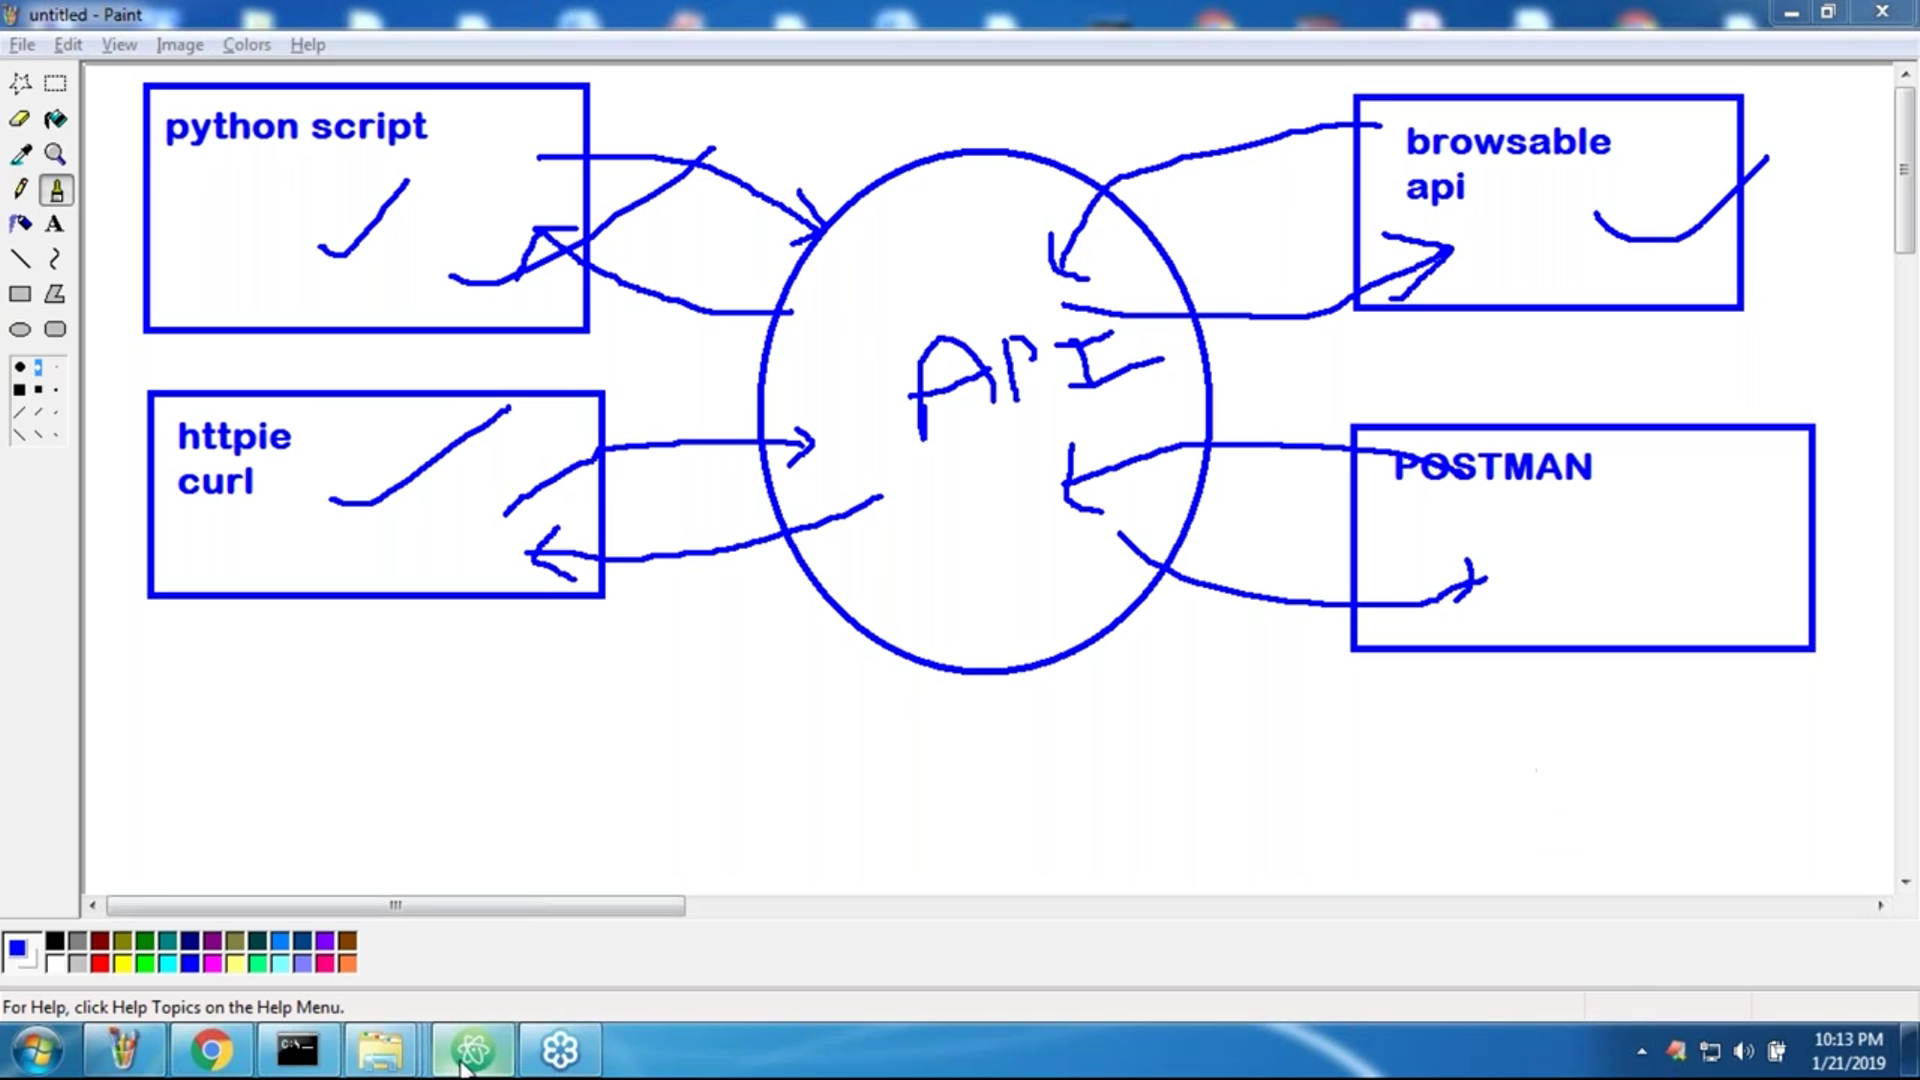 untitled - Paint
File Edit View Image Colors Help
python script
browsable
api
API
httpie
curl
POSTMAN
For Help, click Help Topics on the Help Menu.
C:\
10:13 PM
1/21/2019